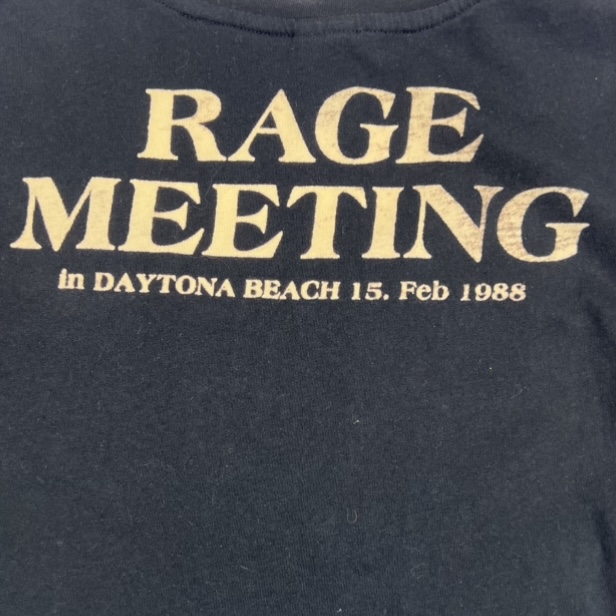 RAGE
MEETING
in DAYTONA BEACH 15. Feb 1988